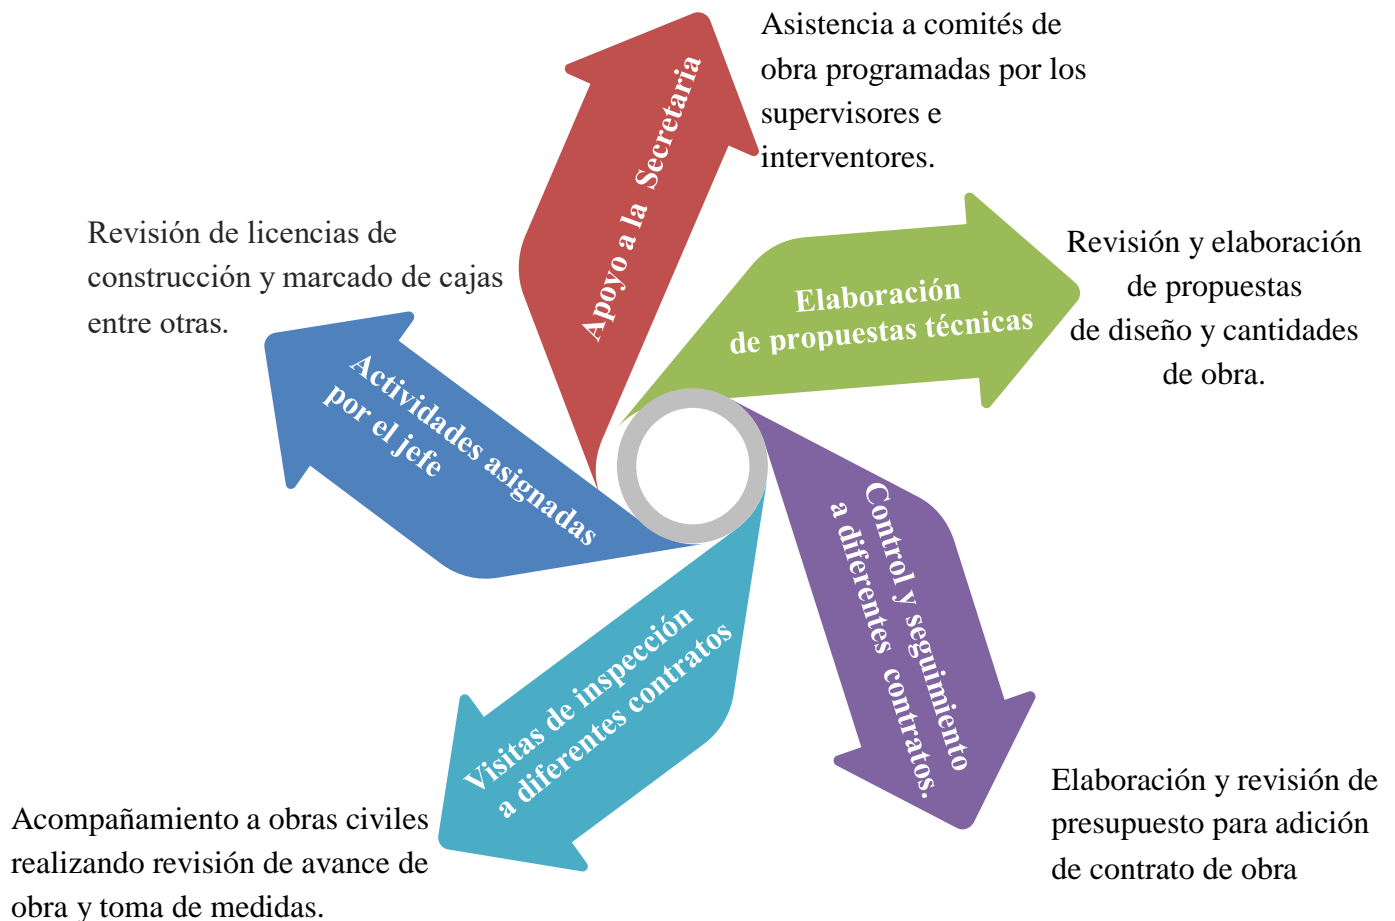 Apoyo a la Secretaria
Asistencia a comités de
obra programadas por los
supervisores e
interventores.
Elaboración
de propuestas técnicas
Revisión y elaboración
de propuestas
de diseño y cantidades
de obra.
Control y seguimiento
a diferentes contratos.
Elaboración y revisión de
presupuesto para adición
de contrato de obra
Visitas de inspección
a diferentes contratos
Acompañamiento a obras civiles
realizando revisión de avance de
obra y toma de medidas.
Actividades asignadas
por el jefe
Revisión de licencias de
construcción y marcado de cajas
entre otras.